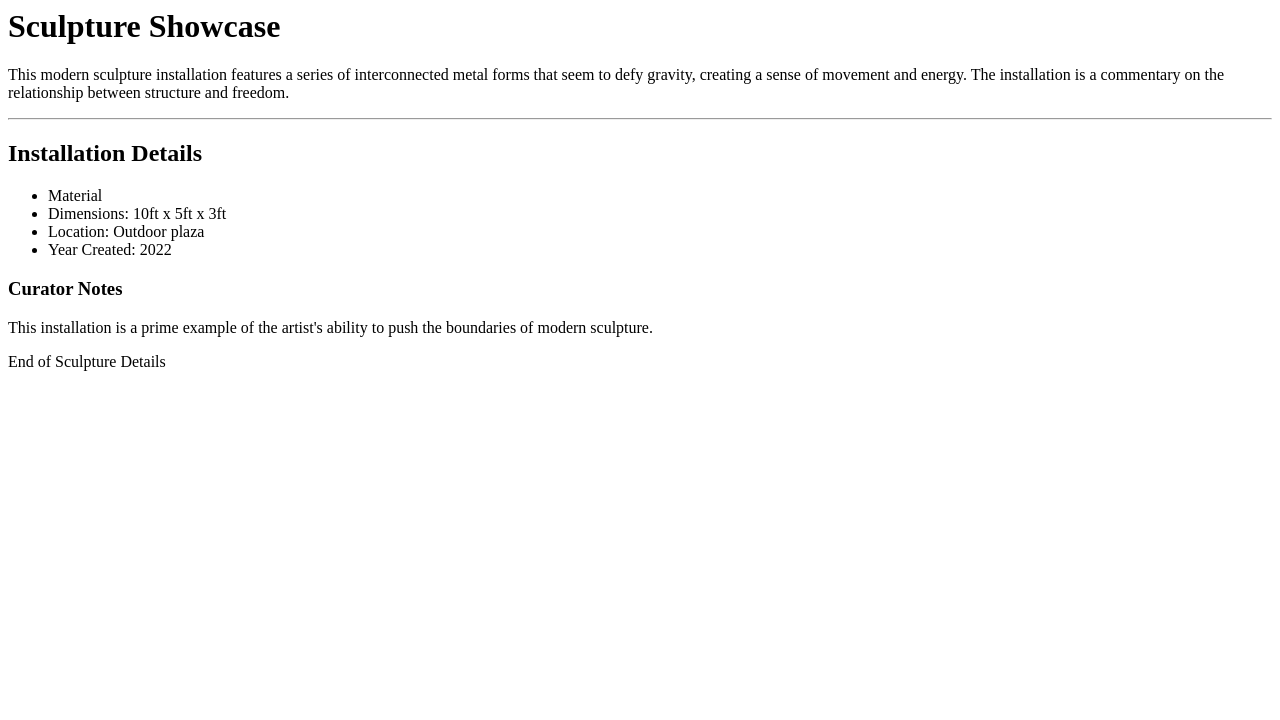 Sculpture Showcase
This modern sculpture installation features a series of interconnected metal forms that seem to defy gravity, creating a sense of movement and energy. The installation is a commentary on the
relationship between structure and freedom.
Installation Details
Material
Dimensions: 10ft x 5ft x 3ft
Location: Outdoor plaza
Year Created: 2022
Curator Notes
This installation is a prime example of the artist's ability to push the boundaries of modern sculpture.
End of Sculpture Details